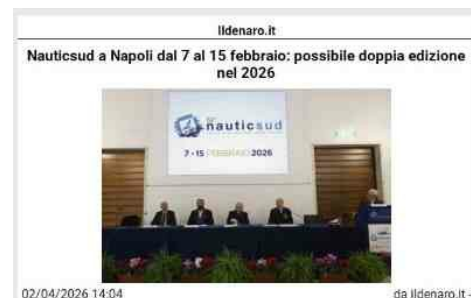 Ildenaro.it
Nauticsud a Napoli dal 7 al 15 febbraio: possibile doppia edizione
nel 2026
nauticsud
7 - 15 FEBBRAIO 2026
02/04/2026 14:04
da ildenaro.it -